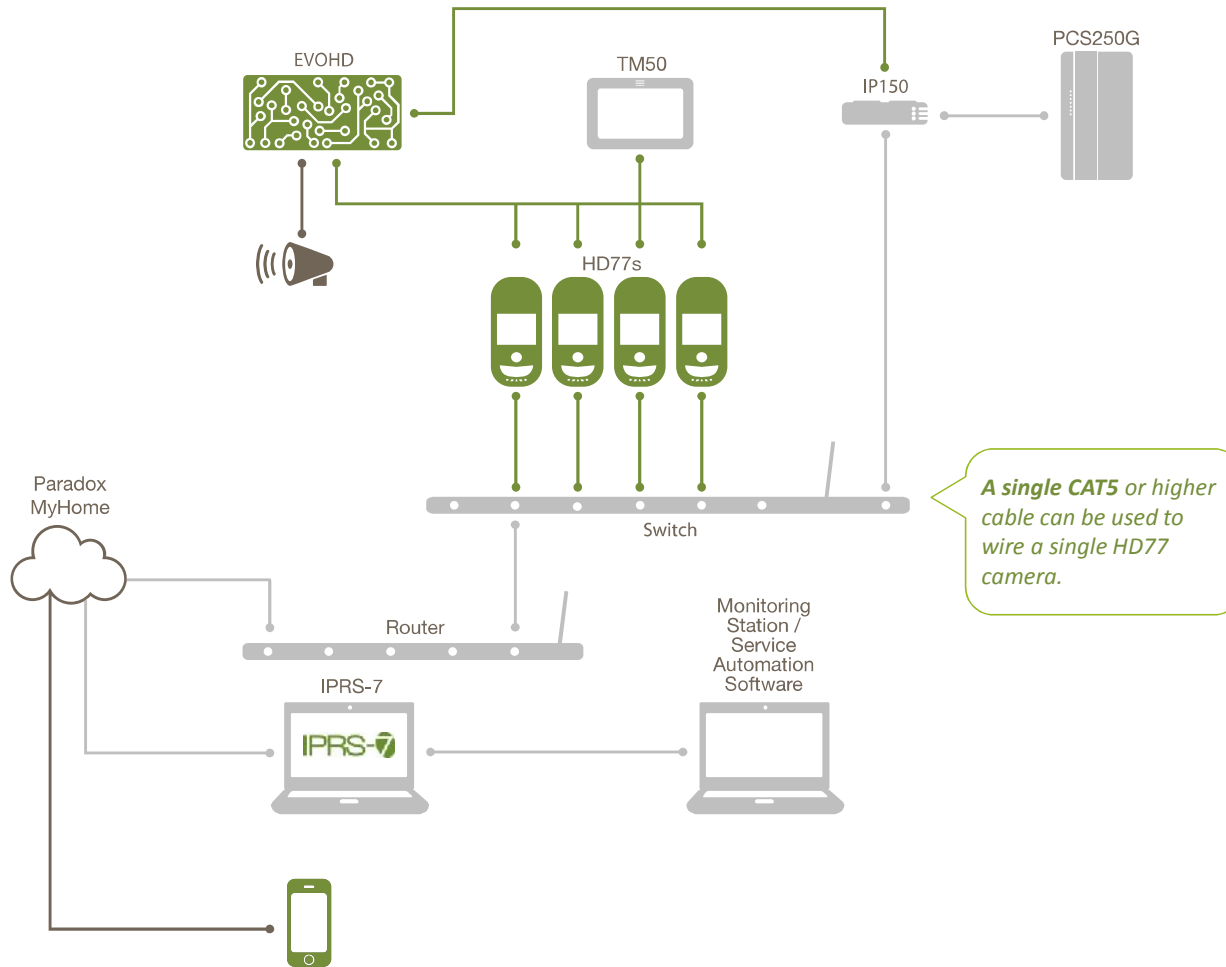 EVOHD
TM50
IP150
PCS250G
HD77s
Switch
A single CAT5 or higher
cable can be used to
wire a single HD77
camera.
Paradox
MyHome
Router
IPRS-7
IPRS-7
Monitoring
Station /
Service
Automation
Software